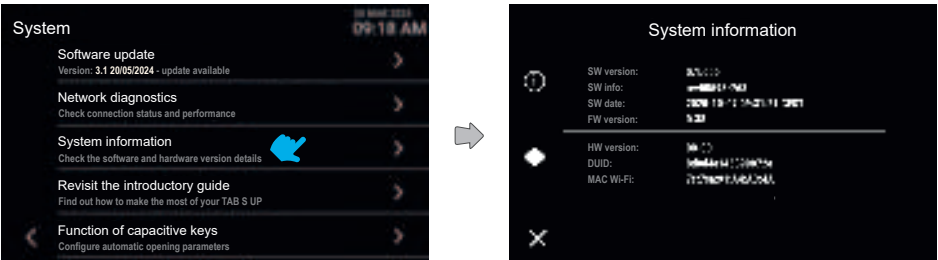 System
09:18 AM
Software update
Version: 3.1 20/05/2024 - update available
Network diagnostics
Check connection status and performance
System information
Check the software and hardware version details
Revisit the introductory guide
Find out how to make the most of your TAB S UP
Function of capacitive keys
Configure automatic opening parameters
System information
SW version:
SW info:
SW date:
FW version:
HW version:
DUID:
MAC Wi-Fi: